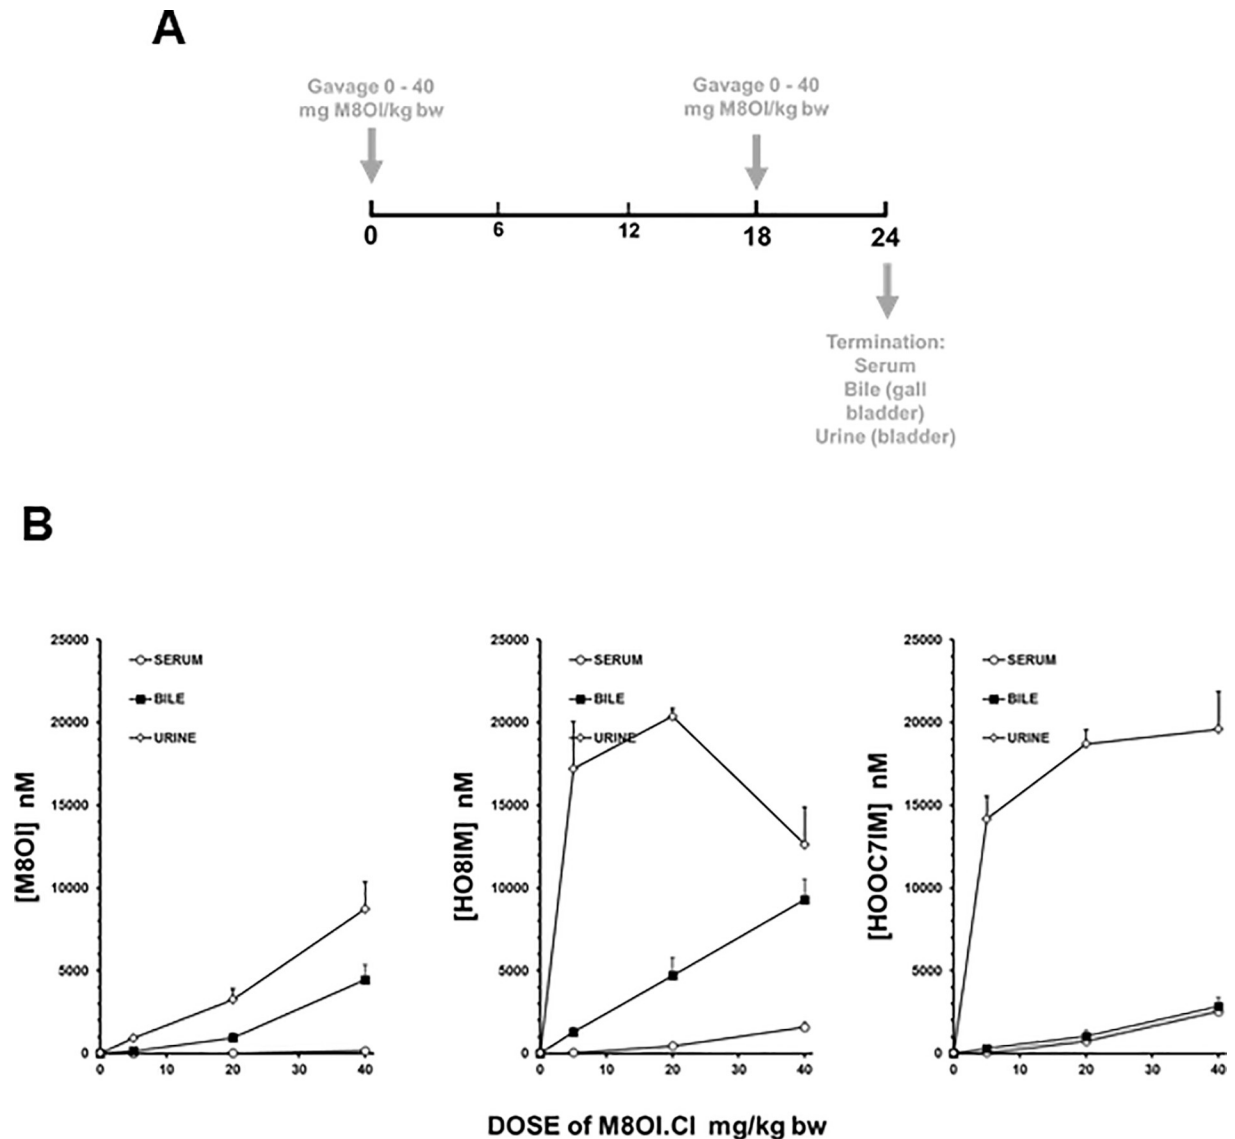 A
Gavage 0 - 40
mg M8OI/kg bw
Gavage 0 - 40
mg M8OI/kg bw
0
6
12
18
24
Termination:
Serum
Bile (gall
bladder)
Urine (bladder)
B
[M8OI] nM
25000
20000
15000
10000
5000
0
SERUM
BILE
URINE
0
10
20
30
40
[HO8IM] nM
25000
20000
15000
10000
5000
0
SERUM
BILE
URINE
0
10
20
30
40
[HOOC7IM] nM
25000
20000
15000
10000
5000
0
SERUM
BILE
URINE
0
10
20
30
40
DOSE of M8OI.Cl mg/kg bw